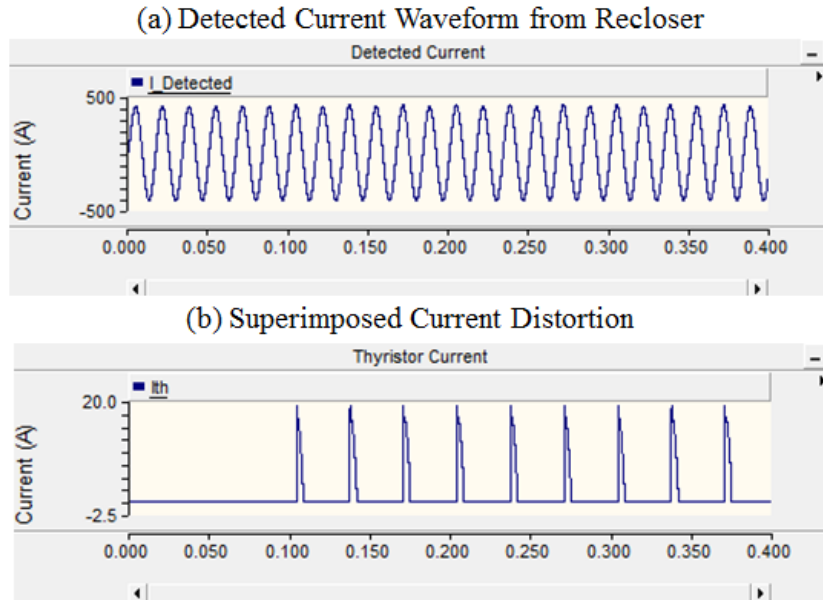 (a) Detected Current Waveform from Recloser
Detected Current
I_Detected
500
Current (A)
-500
0.000 0.050 0.100 0.150 0.200 0.250 0.300 0.350 0.400
(b) Superimposed Current Distortion
Thyristor Current
Ith
20.0
Current (A)
-2.5
0.000 0.050 0.100 0.150 0.200 0.250 0.300 0.350 0.400